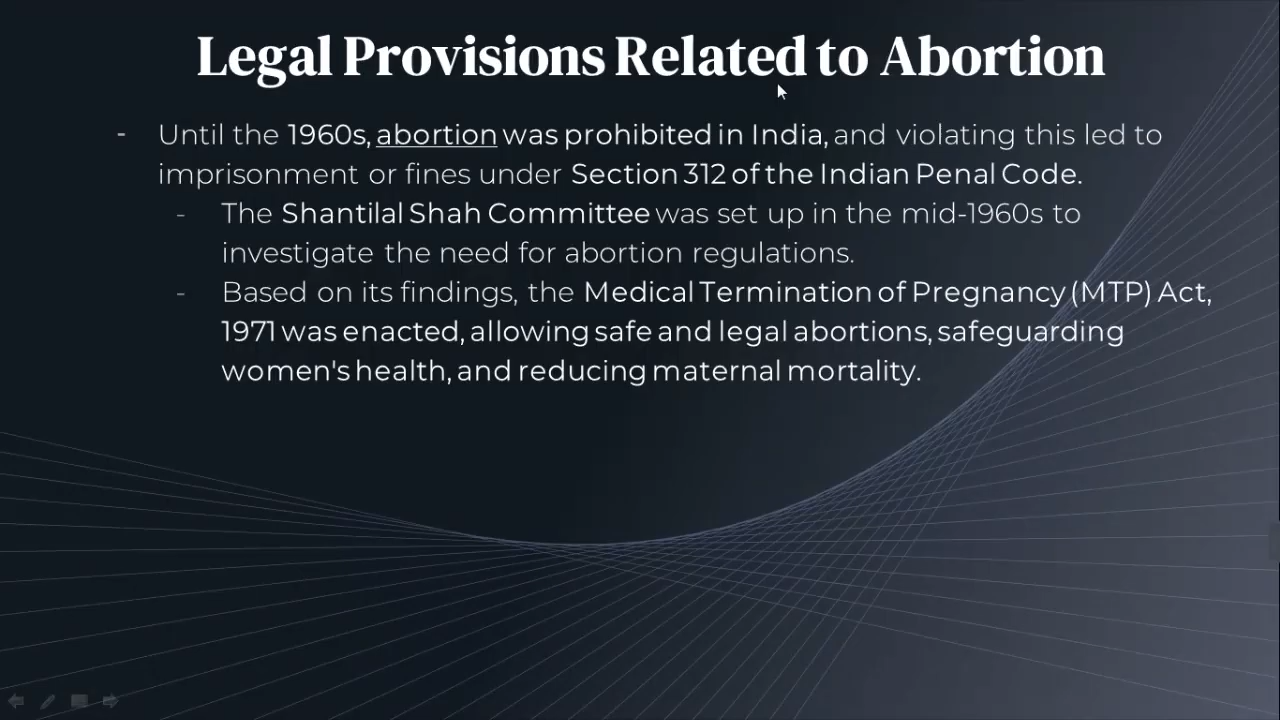 Legal Provisions Related to Abortion
- Until the 1960s, abortion was prohibited in India, and violating this led to
imprisonment or fines under Section 312 of the Indian Penal Code.
- The Shantilal Shah Committee was set up in the mid-1960s to
investigate the need for abortion regulations.
- Based on its findings, the Medical Termination of Pregnancy (MTP) Act,
1971 was enacted, allowing safe and legal abortions, safeguarding
women's health, and reducing maternal mortality.